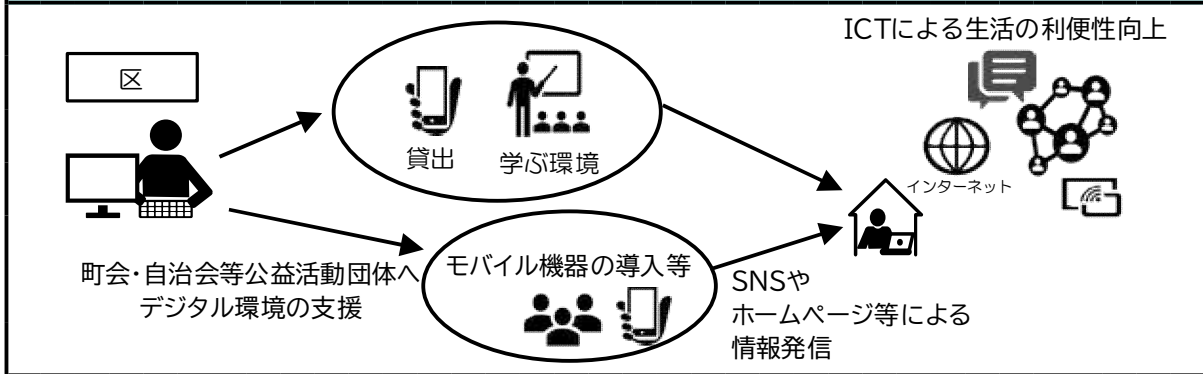 ICTによる生活の利便性向上
区
貸出
学ぶ環境
インターネット
町会・自治会等公益活動団体へ
デジタル環境の支援
モバイル機器の導入等
SNSや
ホームページ等による
情報発信